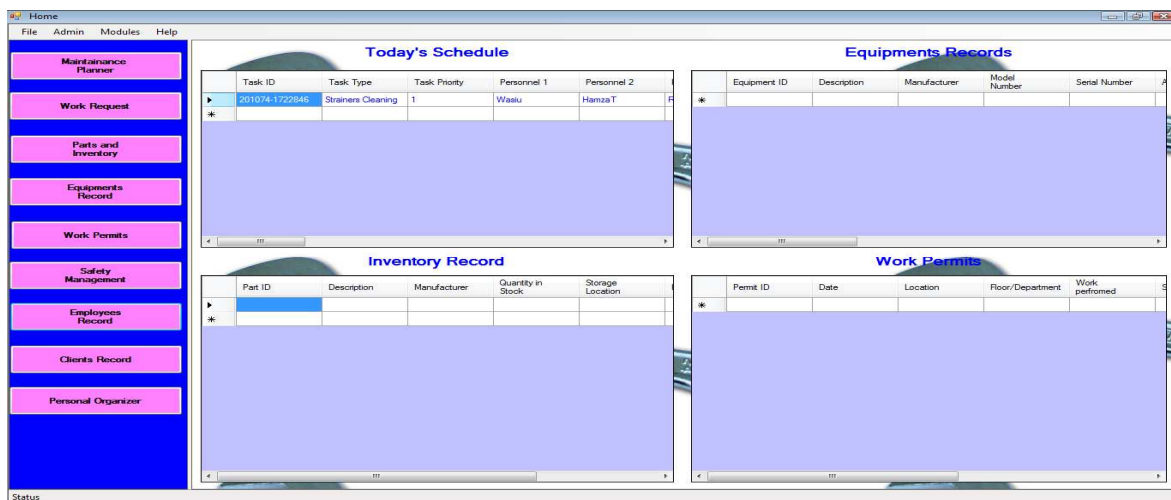 Home
File Admin Modules Help
Maintainance
Planner
Work Request
Parts and
Inventory
Equipments
Record
Work Permits
Safety
Management
Employees
Record
Clients Record
Personal Organizer
Today's Schedule
Task ID Task Type Task Priority Personnel 1 Personnel 2
201074-1722846 Strainers Cleaning 1 Wasiu HamzaT
Equipments Records
Equipment ID Description Manufacturer Model Number Serial Number
Inventory Record
Part ID Description Manufacturer Quantity in Stock Storage Location
Work Permits
Permit ID Date Location Floor/Department Work perfromed
Status